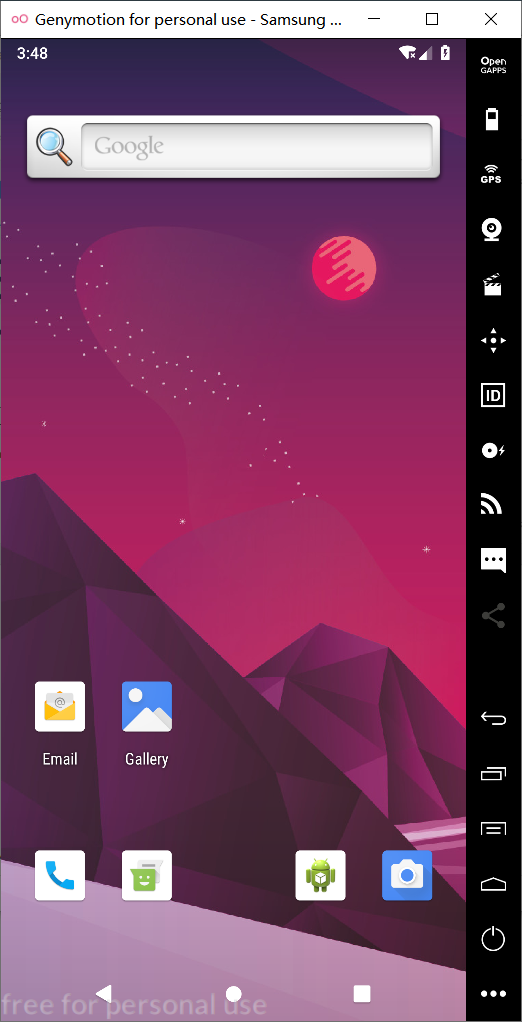 Genymotion for personal use - Samsung ...
3:48
Open
GAPPS
Google
GPS
ID
Email
Gallery
free for personal use